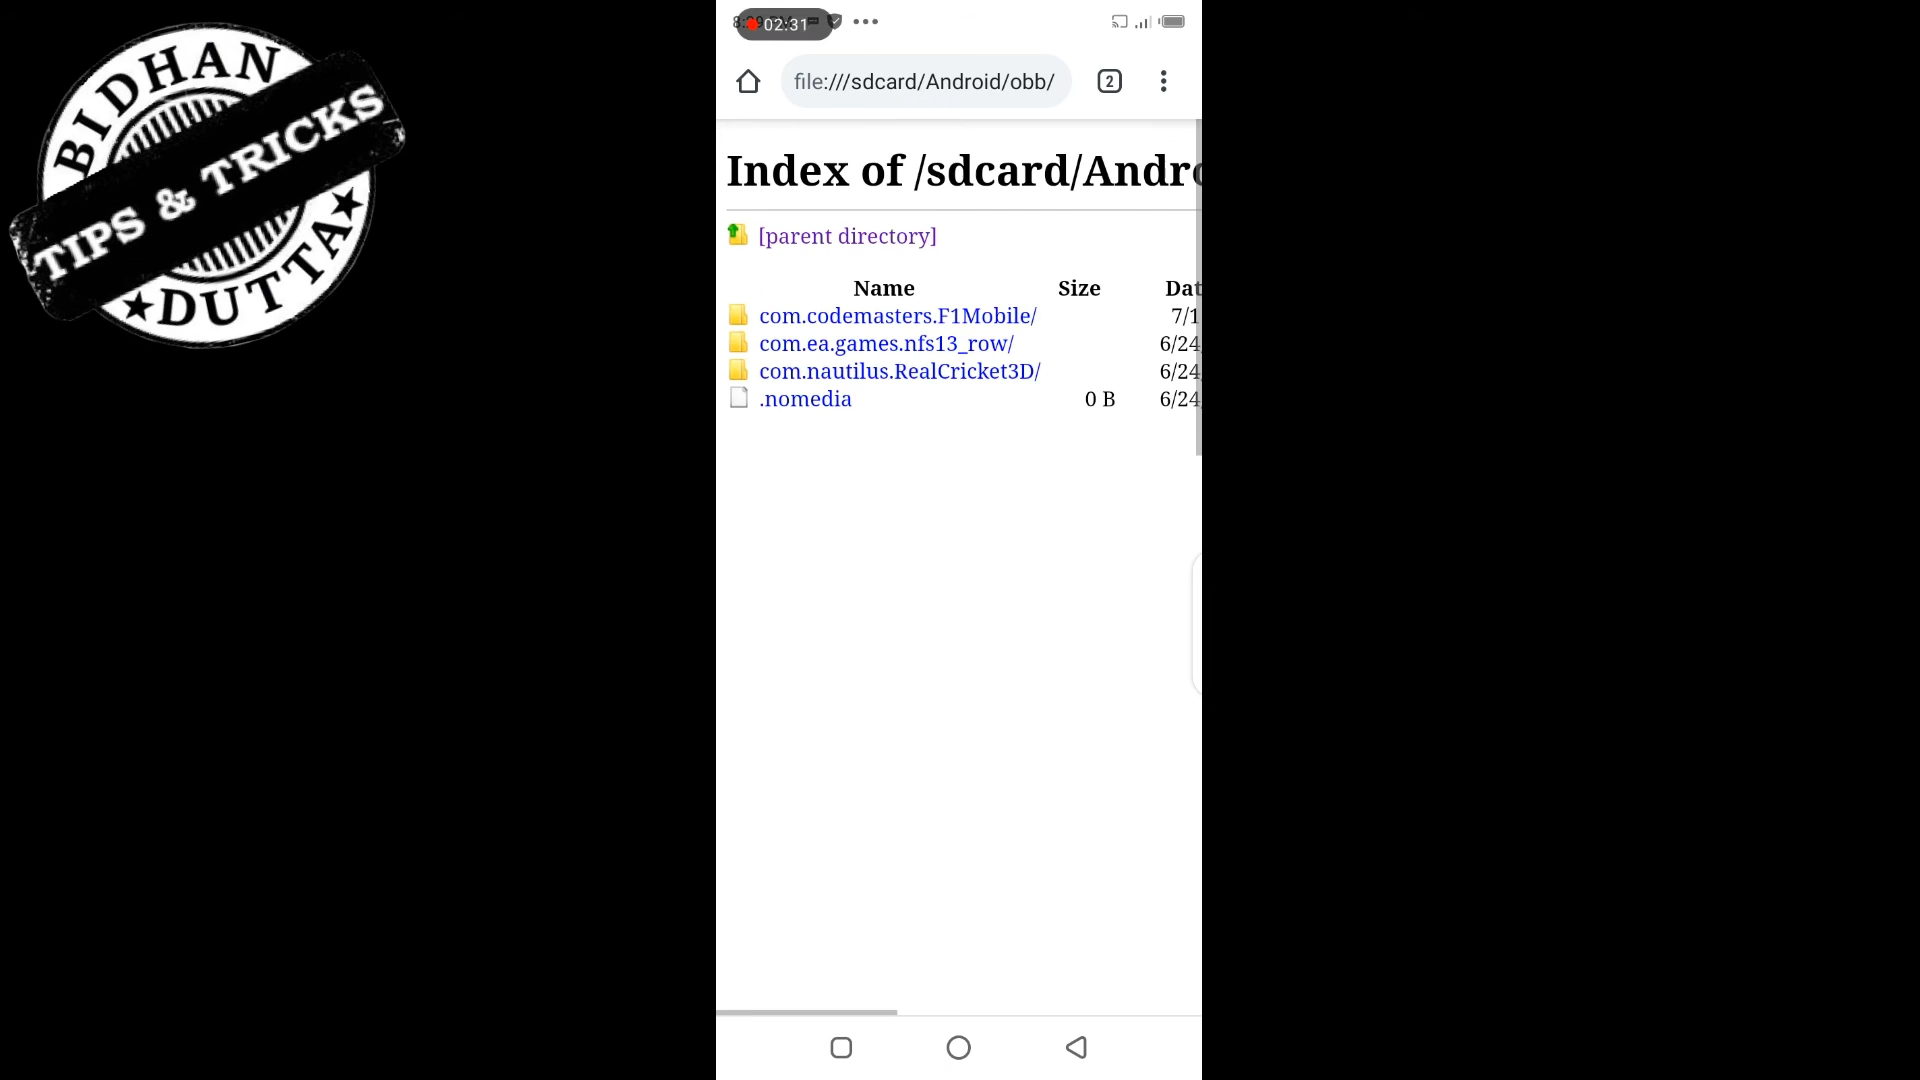 BIDHAN
TIPS & TRICKS
DUTTA
02:31
file:///sdcard/Android/obb/
2
Index of /sdcard/Andro
[parent directory]
Name Size Dat
com.codemasters.F1Mobile/ 7/1
com.ea.games.nfs13_row/ 6/24
com.nautilus.RealCricket3D/ 6/24
.nomedia 0 B 6/24